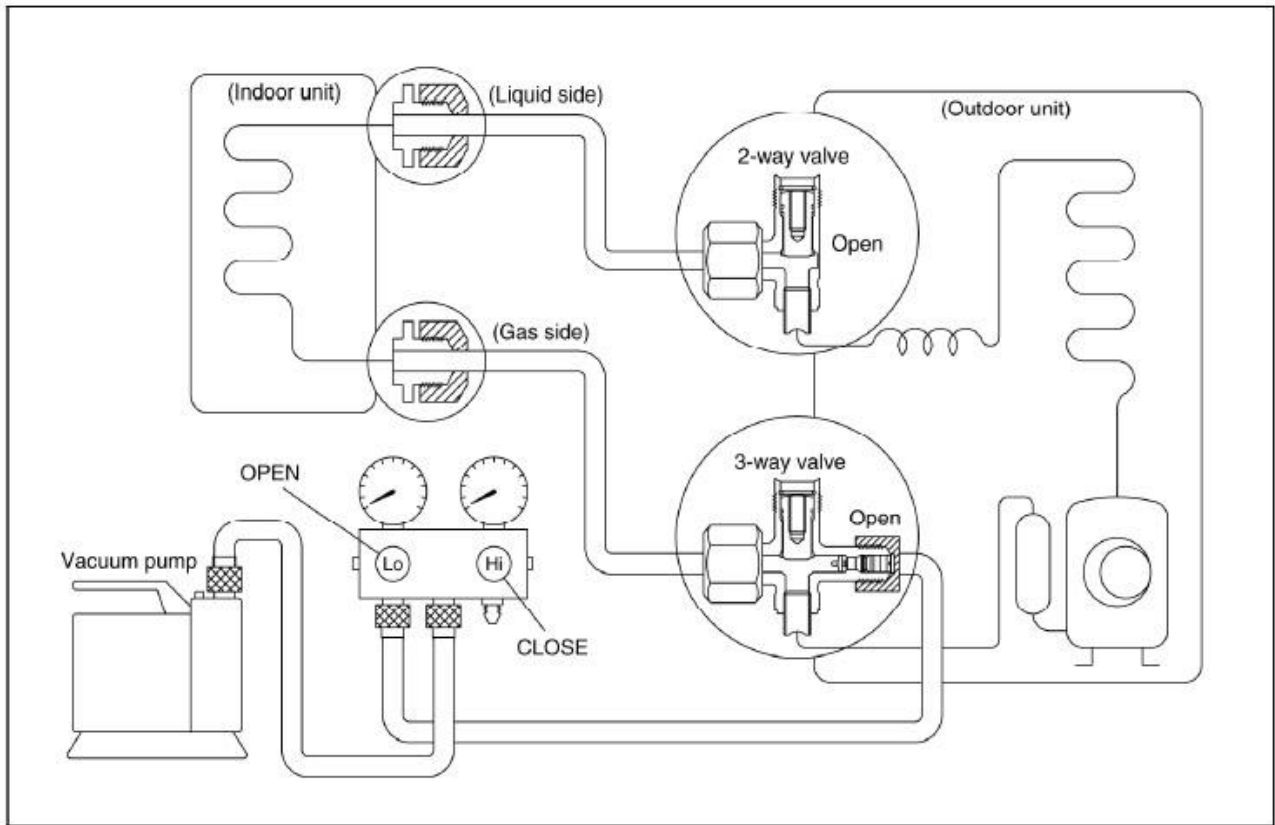 (Indoor unit)
(Liquid side)
(Outdoor unit)
2-way valve
Open
(Gas side)
3-way valve
Open
OPEN
Vacuum pump
Lo
Hi
CLOSE